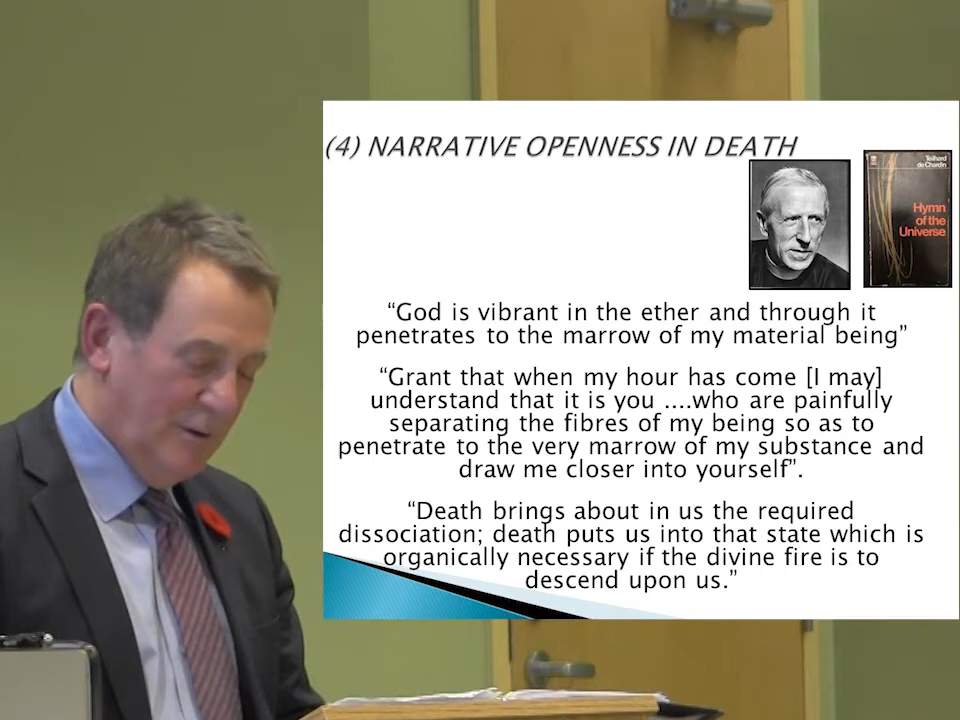 (4) NARRATIVE OPENNESS IN DEATH
Teilhard
de Chardin
Hymn
of the
Universe
“God is vibrant in the ether and through it
penetrates to the marrow of my material being”
“Grant that when my hour has come [I may]
understand that it is you ....who are painfully
separating the fibres of my being so as to
penetrate to the very marrow of my substance and
draw me closer into yourself”.
“Death brings about in us the required
dissociation; death puts us into that state which is
organically necessary if the divine fire is to
descend upon us.”